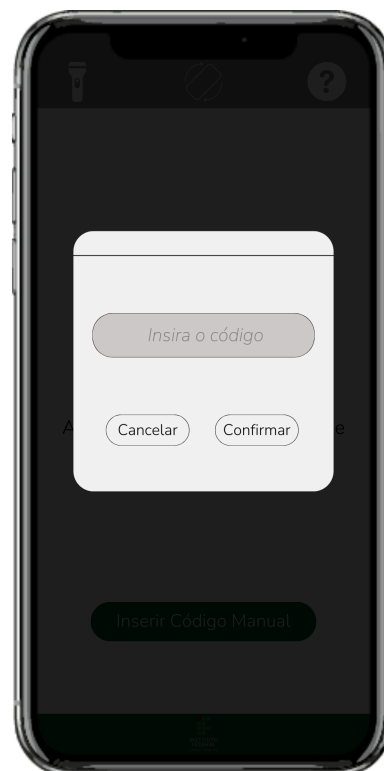 ?
Insira o código
Cancelar Confirmar
A e
Inserir Código Manual